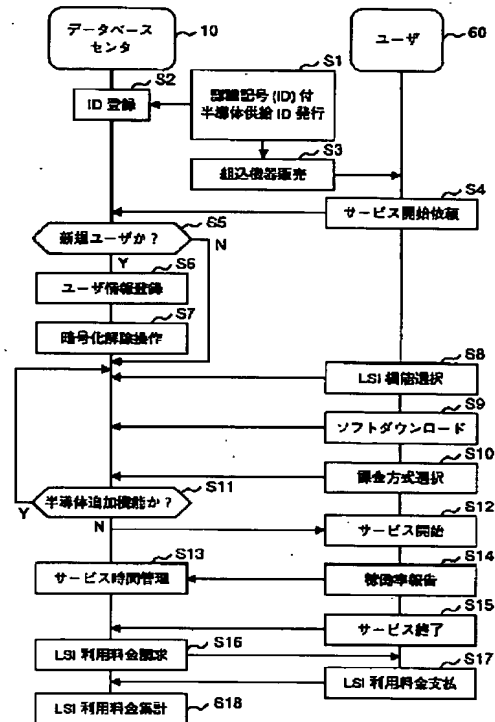 データベース
センタ
10
ユーザ
60
S1
認識記号 (ID) 付
半導体供給 ID 発行
S2
ID 登録
S3
組込機器販売
S4
サービス開始依頼
S5
新規ユーザか？
N
Y
S6
ユーザ情報登録
S7
暗号化解除操作
S8
LSI 機能選択
S9
ソフトダウンロード
S10
課金方式選択
S11
半導体追加機能か？
Y
N
S12
サービス開始
S13
サービス時間管理
S14
稼働率報告
S15
サービス終了
S16
LSI 利用料金請求
S17
LSI 利用料金支払
S18
LSI 利用料金集計